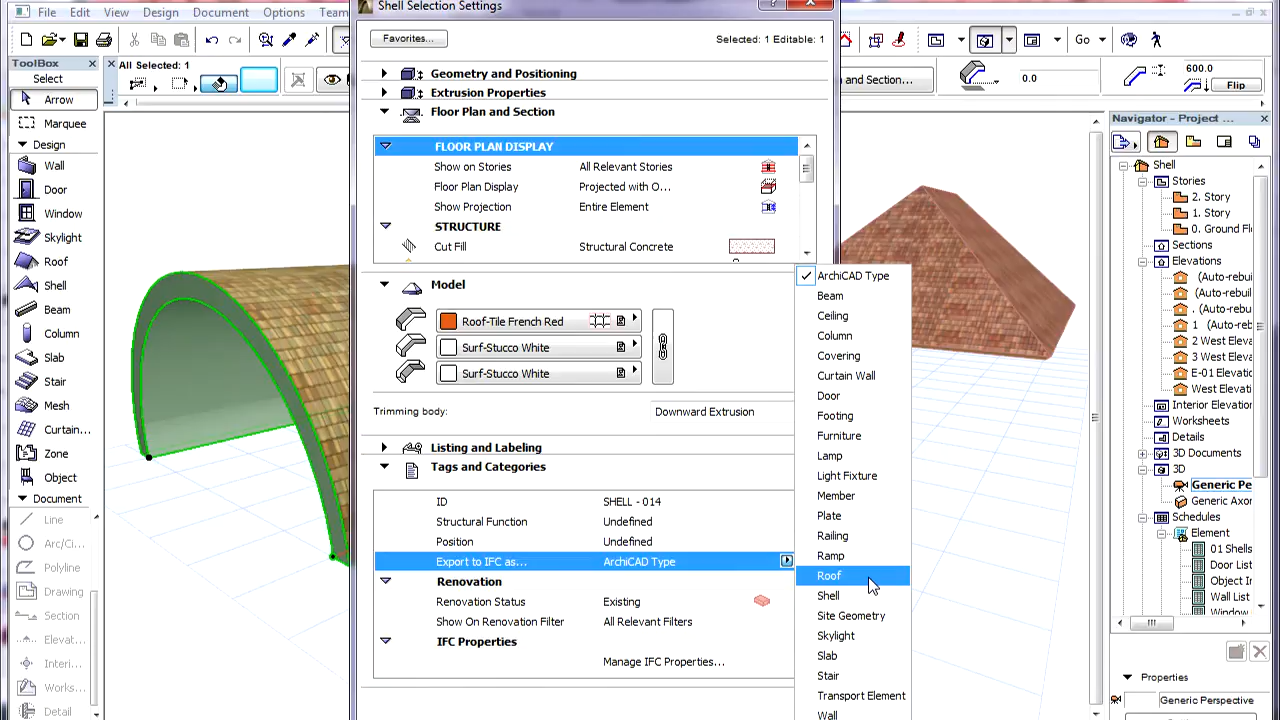 Shell Selection Settings
File Edit View Design Document Options Team
Favorites...
Selected: 1 Editable: 1
ToolBox
Select
Arrow
Marquee
Design
Wall
Door
Window
Skylight
Roof
Shell
Beam
Column
Slab
Stair
Mesh
Curtain...
Zone
Object
Document
Line
Arc/Ci...
Polyline
Drawing
Section
Elevat...
Interi...
Works...
Detail
All Selected: 1
Geometry and Positioning
Extrusion Properties
Floor Plan and Section
FLOOR PLAN DISPLAY
Show on Stories All Relevant Stories
Floor Plan Display Projected with O...
Show Projection Entire Element
STRUCTURE
Cut Fill Structural Concrete
Model
Roof-Tile French Red
Surf-Stucco White
Surf-Stucco White
Trimming body: Downward Extrusion
Listing and Labeling
Tags and Categories
ID SHELL - 014
Structural Function Undefined
Position Undefined
Export to IFC as... ArchiCAD Type
Renovation
Renovation Status Existing
Show On Renovation Filter All Relevant Filters
IFC Properties
Manage IFC Properties...
ArchiCAD Type
Beam
Ceiling
Column
Covering
Curtain Wall
Door
Footing
Furniture
Lamp
Light Fixture
Member
Plate
Railing
Ramp
Roof
Shell
Site Geometry
Skylight
Slab
Stair
Transport Element
Wall
Go
n and Section...
0.0
600.0
Flip
Navigator - Project ...
Shell
Stories
2. Story
1. Story
0. Ground Fl
Sections
Elevations
(Auto-rebui
(Auto-rebui
. (Auto-rebui
1 (Auto-rebu
2 West Elevati
3 West Elevati
E-01 Elevation
West Elevatio
Interior Elevation
Worksheets
Details
3D Documents
3D
Generic Pe
Generic Axon
Schedules
Element
01 Shells
Door List
Object In
Wall List
Window
Properties
Generic Perspective